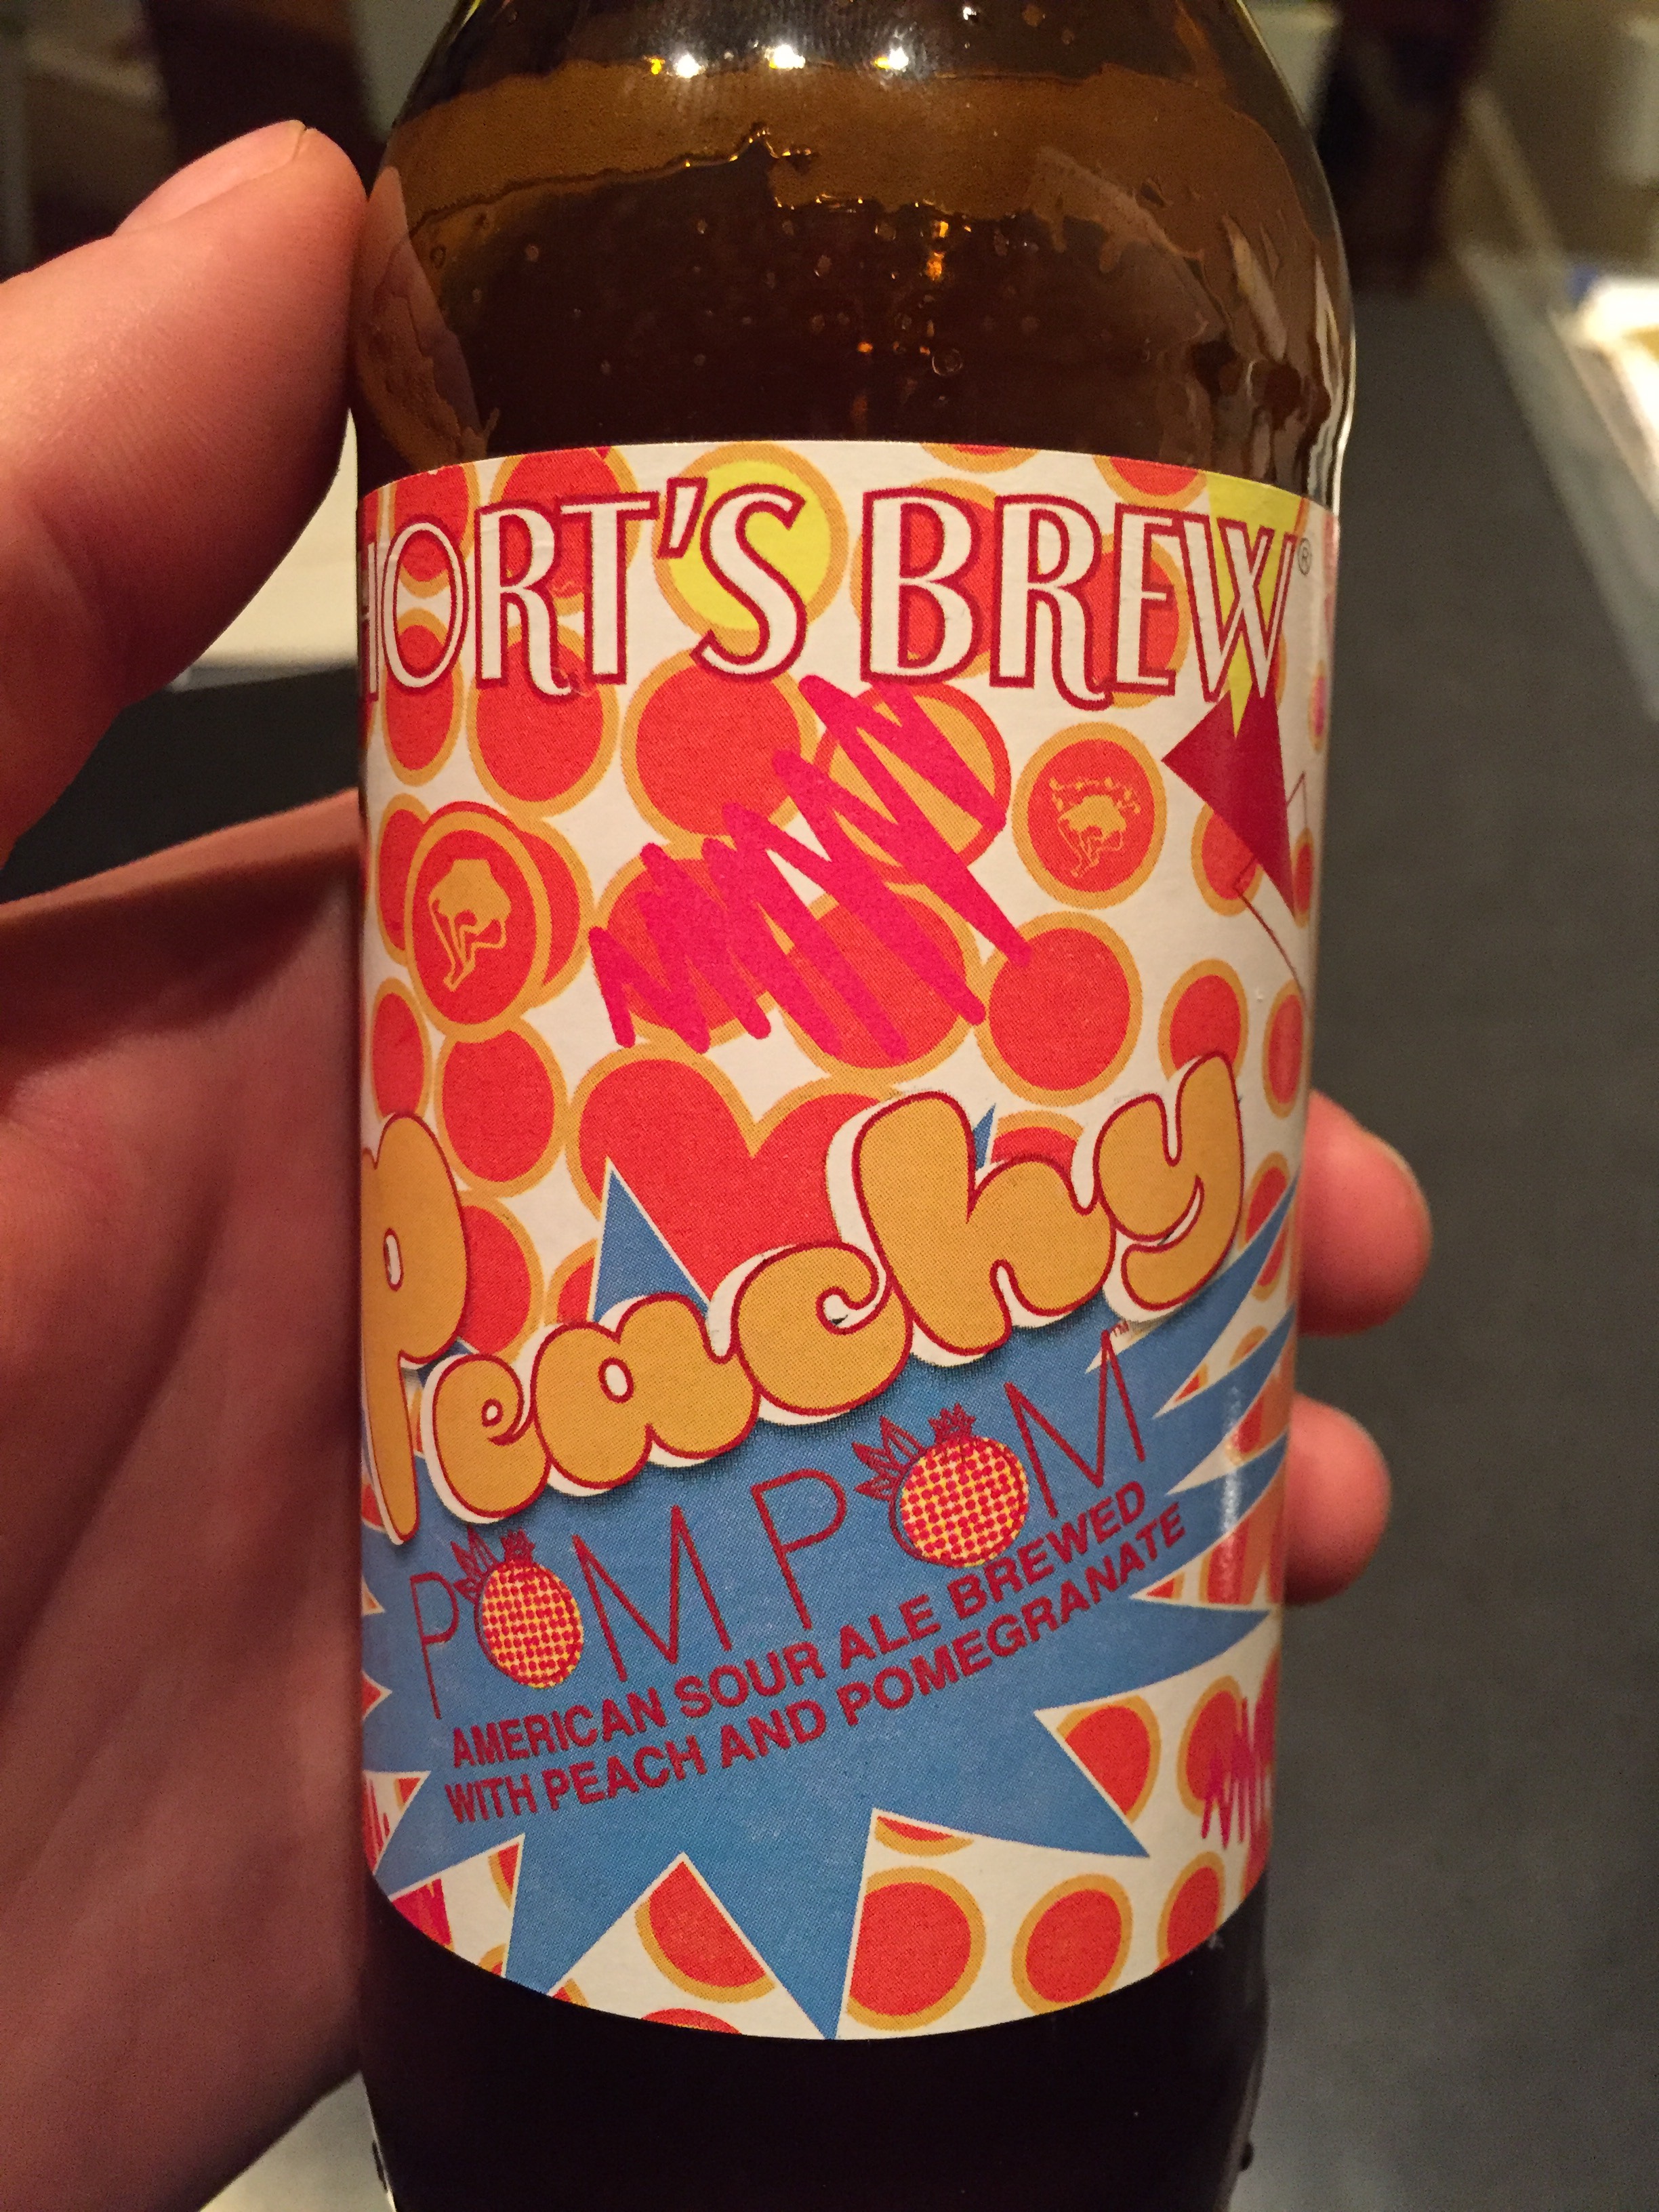 HORT'S BREW®
Peachy
POM POM™
AMERICAN SOUR ALE BREWED
WITH PEACH AND POMEGRANATE